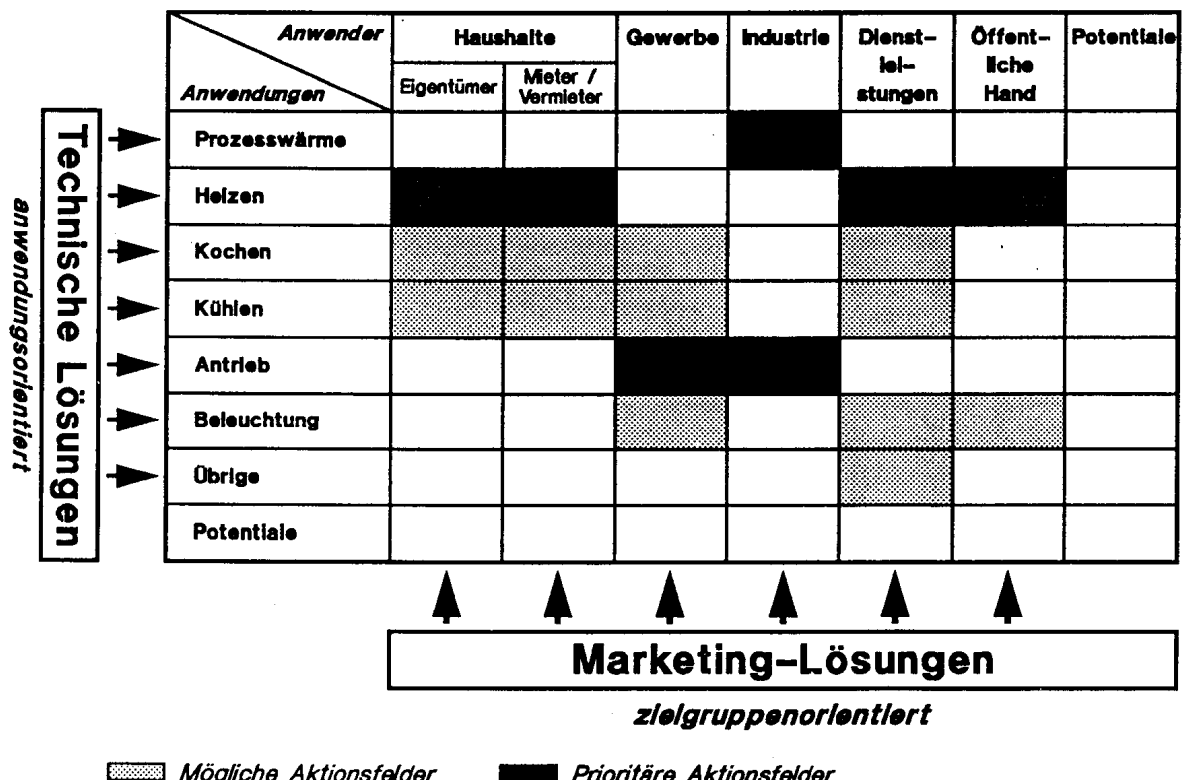 Anwender
Anwendungen
Haushalte
Eigentümer
Mieter /
Vermieter
Gewerbe
Industrie
Dienst–
lei–
stungen
Öffent–
liche
Hand
Potentiale
Technische Lösungen
anwendungsorientiert
Prozesswärme
Heizen
Kochen
Kühlen
Antrieb
Beleuchtung
Übrige
Potentiale
Marketing–Lösungen
zielgruppenorientiert
Mögliche Aktionsfelder
Prioritäre Aktionsfelder